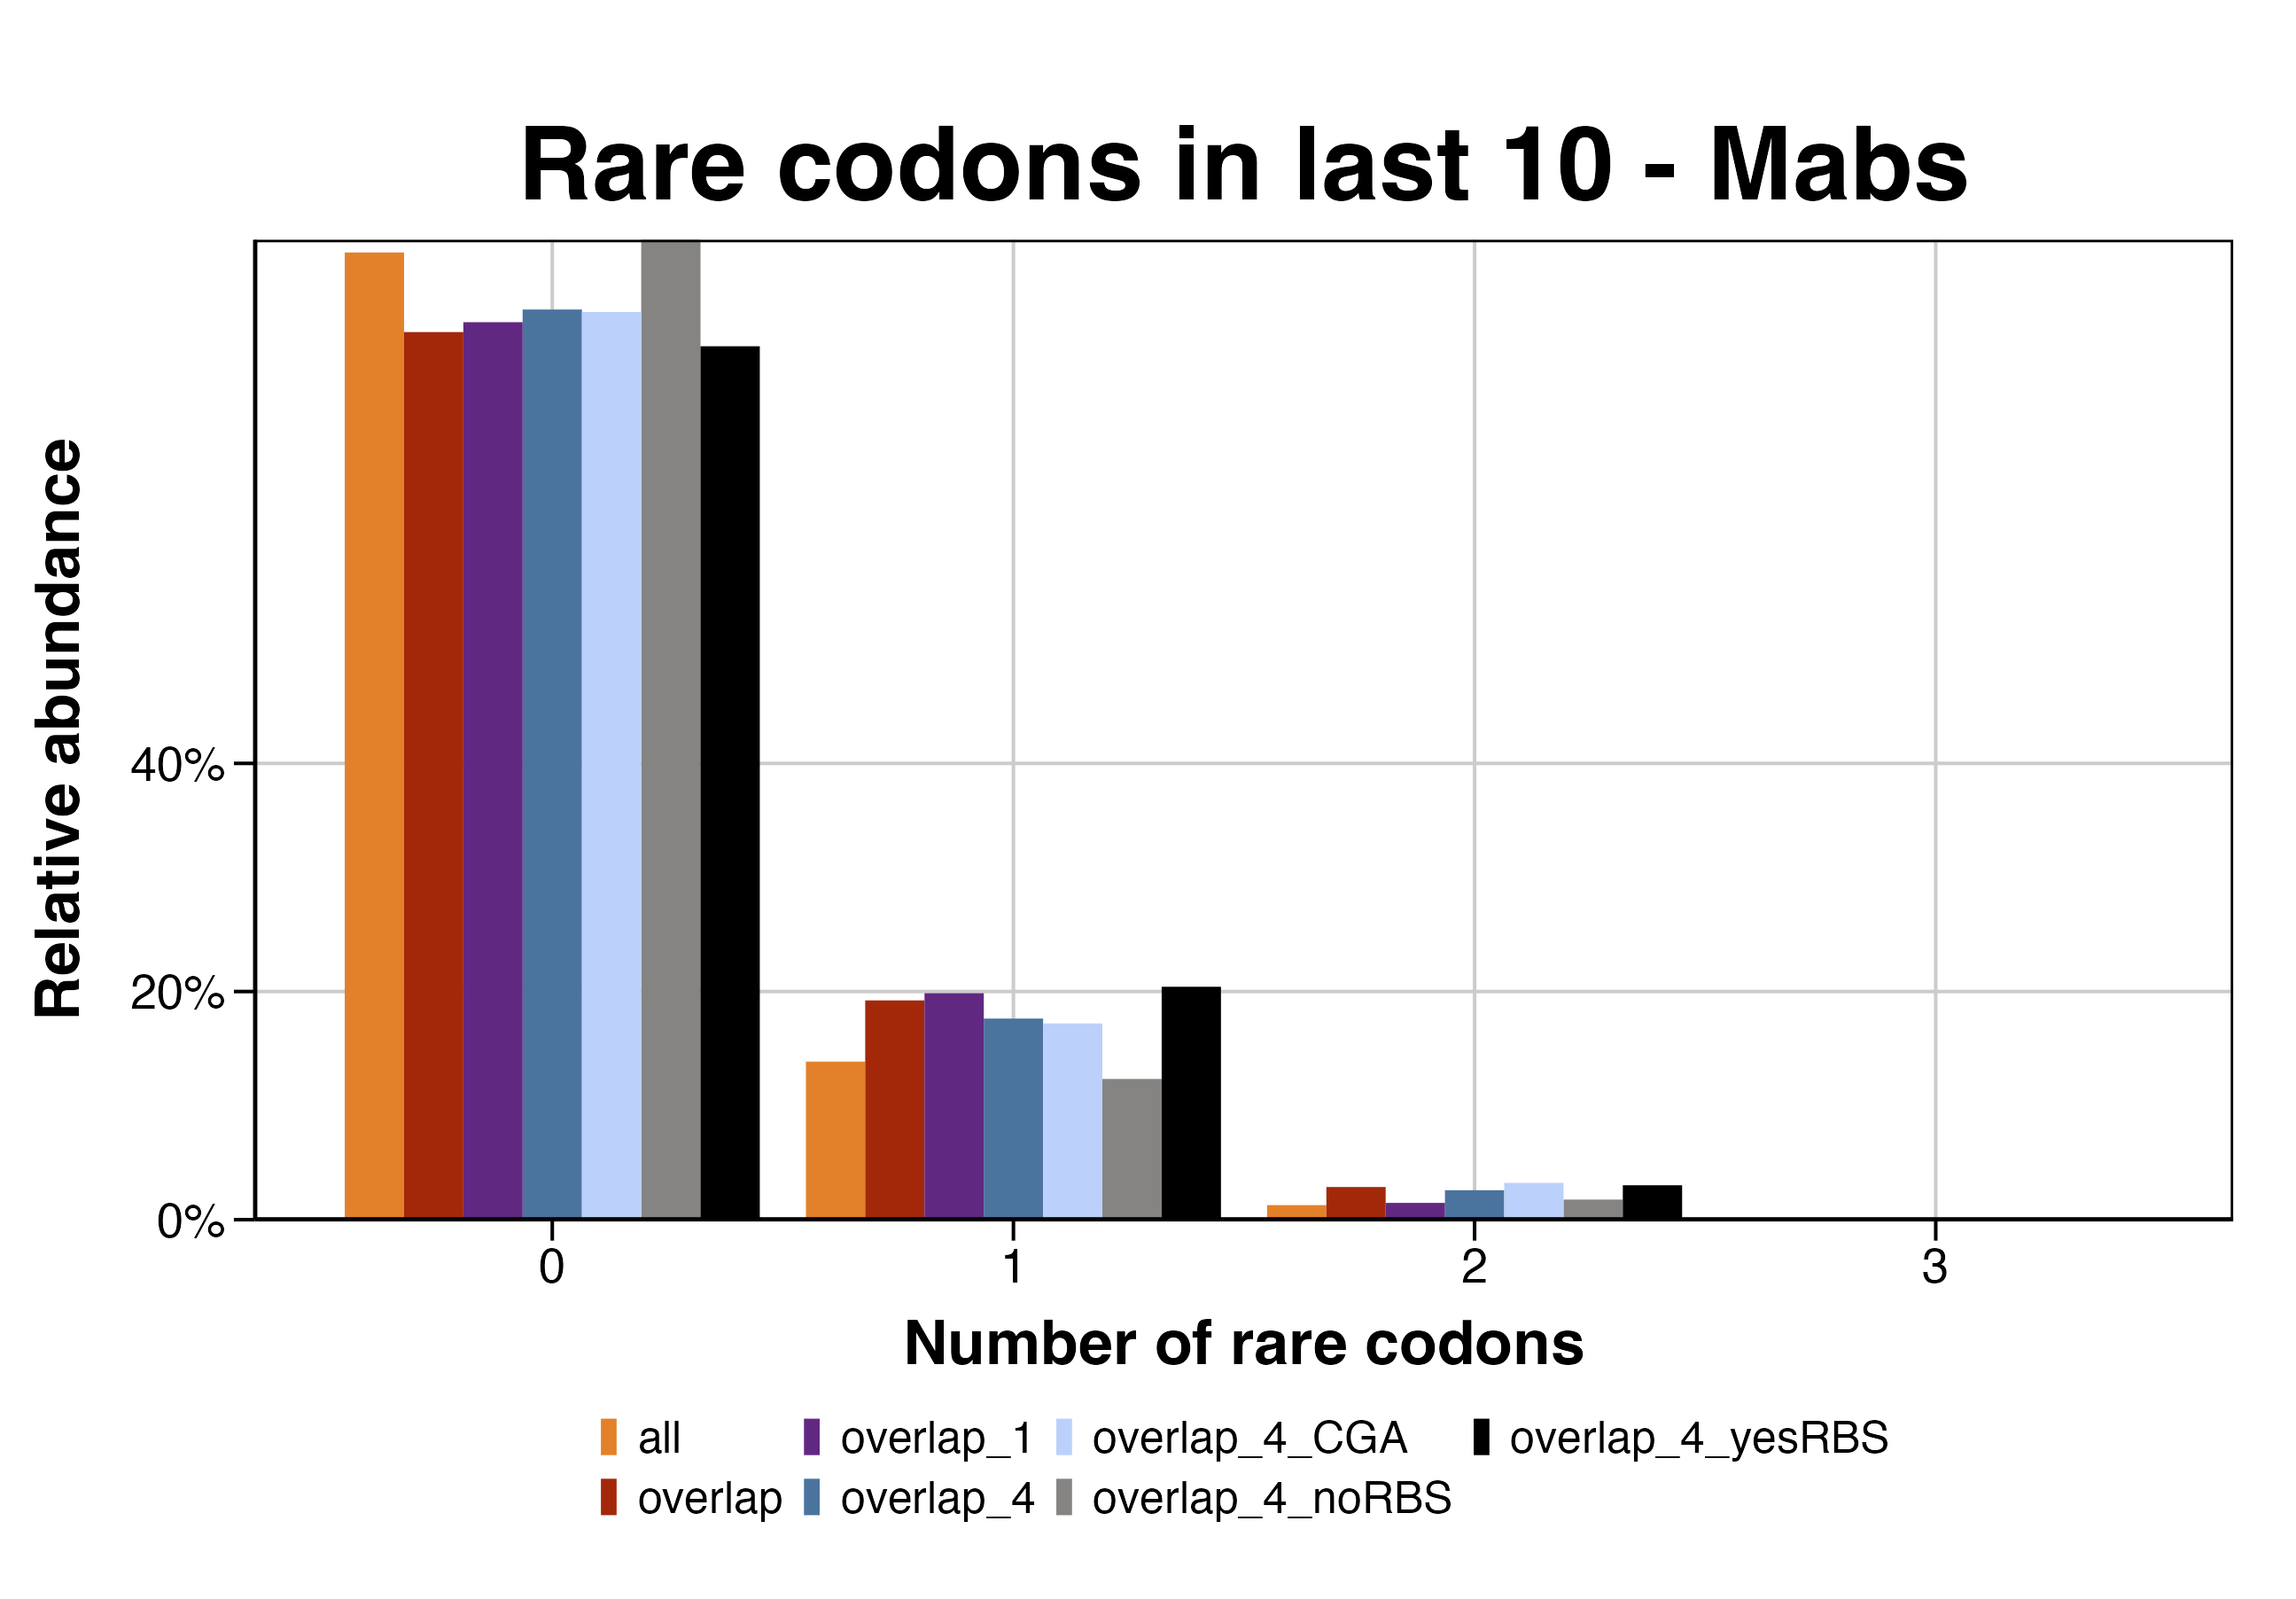 Rare codons in last 10 - Mabs
Relative abundance
40%
20%
0%
0 1 2 3
Number of rare codons
all overlap_1 overlap_4_CGA overlap_4_yesRBS
overlap overlap_4 overlap_4_noRBS